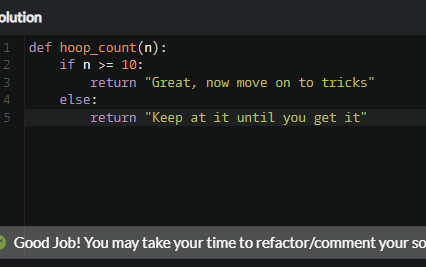 olution
1 def hoop_count(n):
2     if n >= 10:
3         return "Great, now move on to tricks"
4     else:
5         return "Keep at it until you get it"
Good Job! You may take your time to refactor/comment your so